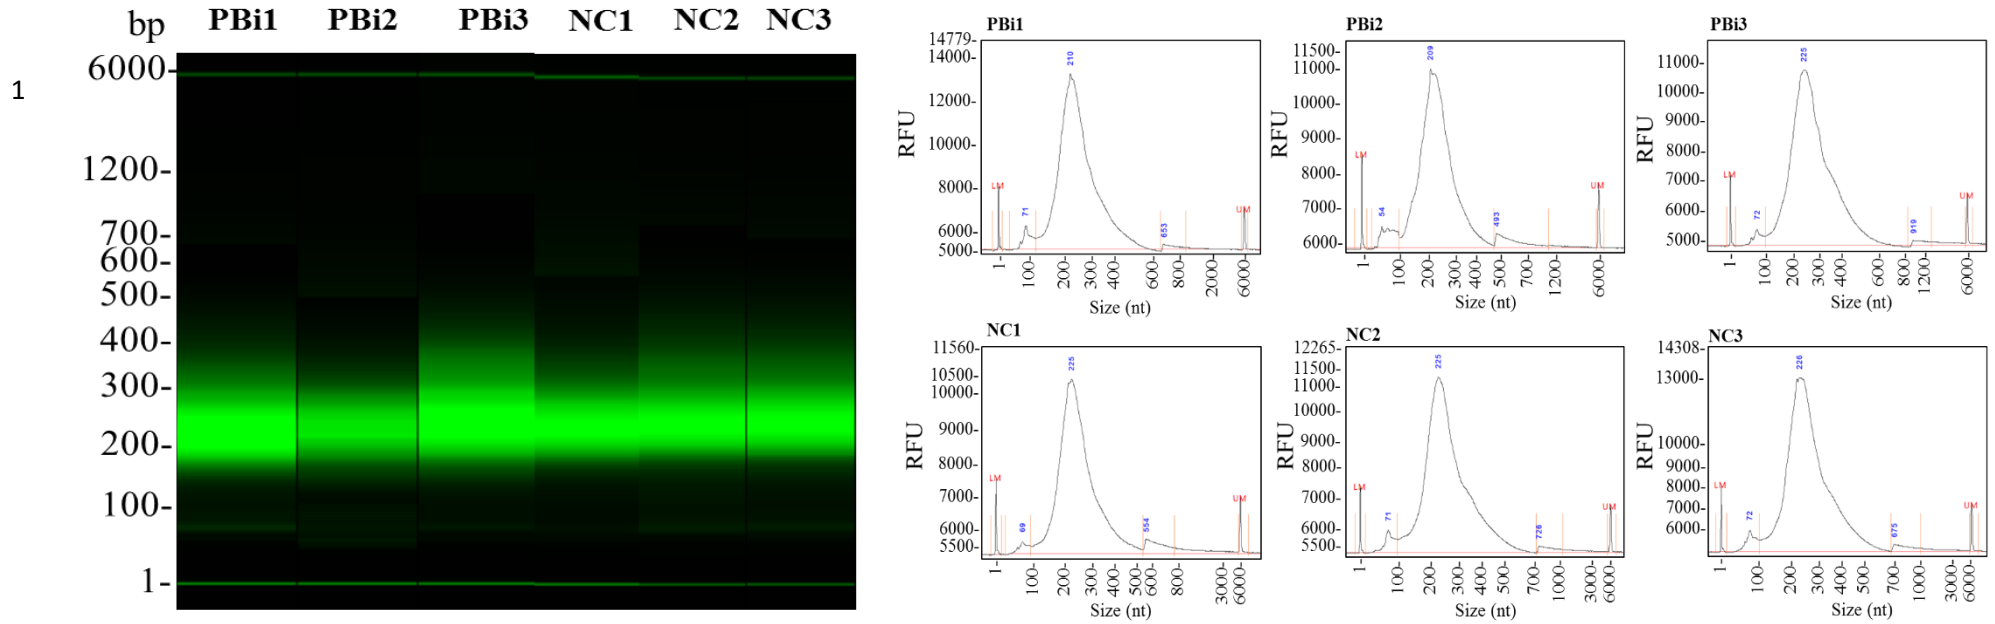 bp PBi1 PBi2 PBi3 NC1 NC2 NC3
1
6000-
1200-
700-
600-
500-
400-
300-
200-
100-
1-
PBi1
14779-
14000-
12000-
10000-
8000-
6000-
5000-
RFU
LM
71
210
653
UM
1- 100- 200- 300- 400- 600- 800- 2000- 6000-
Size (nt)
PBi2
11500-
11000-
10000-
9000-
8000-
7000-
6000-
RFU
LM
54
209
493
UM
1- 100- 200- 300- 400- 500- 700- 1200- 6000-
Size (nt)
PBi3
11000-
10000-
9000-
8000-
7000-
6000-
5000-
RFU
LM
72
225
919
UM
1- 100- 200- 300- 400- 600- 800- 1200- 6000-
Size (nt)
NC1
11560-
10500-
10000-
9000-
8000-
7000-
6000-
5500-
RFU
LM
69
225
554
UM
1- 100- 200- 300- 400- 500- 600- 3000- 6000-
Size (nt)
NC2
12265-
11500-
11000-
10000-
9000-
8000-
7000-
6000-
5500-
RFU
LM
71
225
726
UM
1- 100- 200- 300- 400- 500- 700- 1000- 3000- 6000-
Size (nt)
NC3
14308-
13000-
10000-
9000-
8000-
7000-
6000-
RFU
LM
72
226
675
UM
1- 100- 200- 300- 400- 500- 700- 1000- 3000- 6000-
Size (nt)